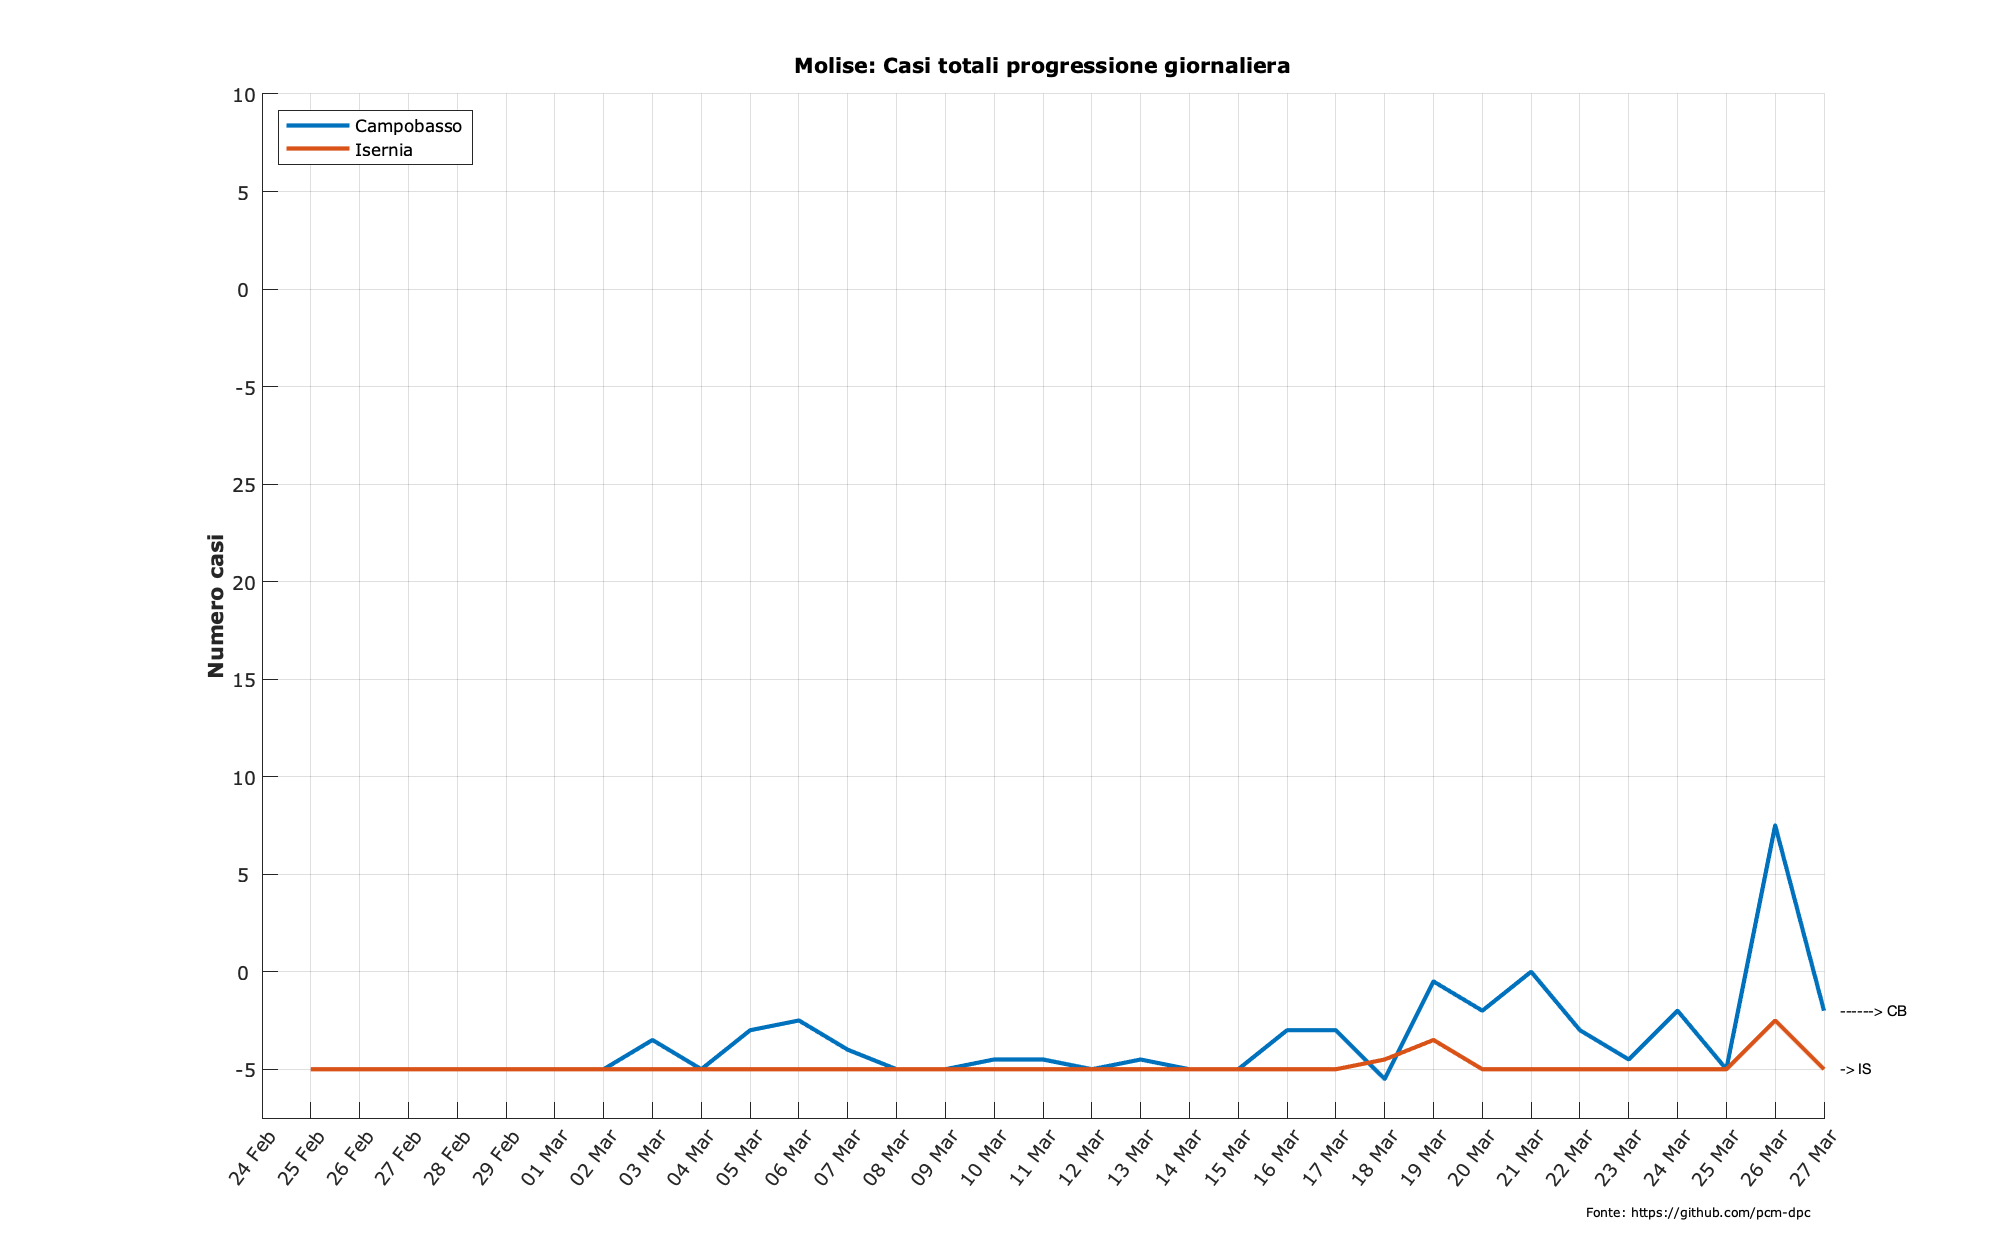 Molise: Casi totali progressione giornaliera
Campobasso
Isernia
Numero casi
10
5
0
-5
25
20
15
10
5
0
-5
------> CB
-> IS
24 Feb
25 Feb
26 Feb
27 Feb
28 Feb
29 Feb
01 Mar
02 Mar
03 Mar
04 Mar
05 Mar
06 Mar
07 Mar
08 Mar
09 Mar
10 Mar
11 Mar
12 Mar
13 Mar
14 Mar
15 Mar
16 Mar
17 Mar
18 Mar
19 Mar
20 Mar
21 Mar
22 Mar
23 Mar
24 Mar
25 Mar
26 Mar
27 Mar
Fonte: https://github.com/pcm-dpc